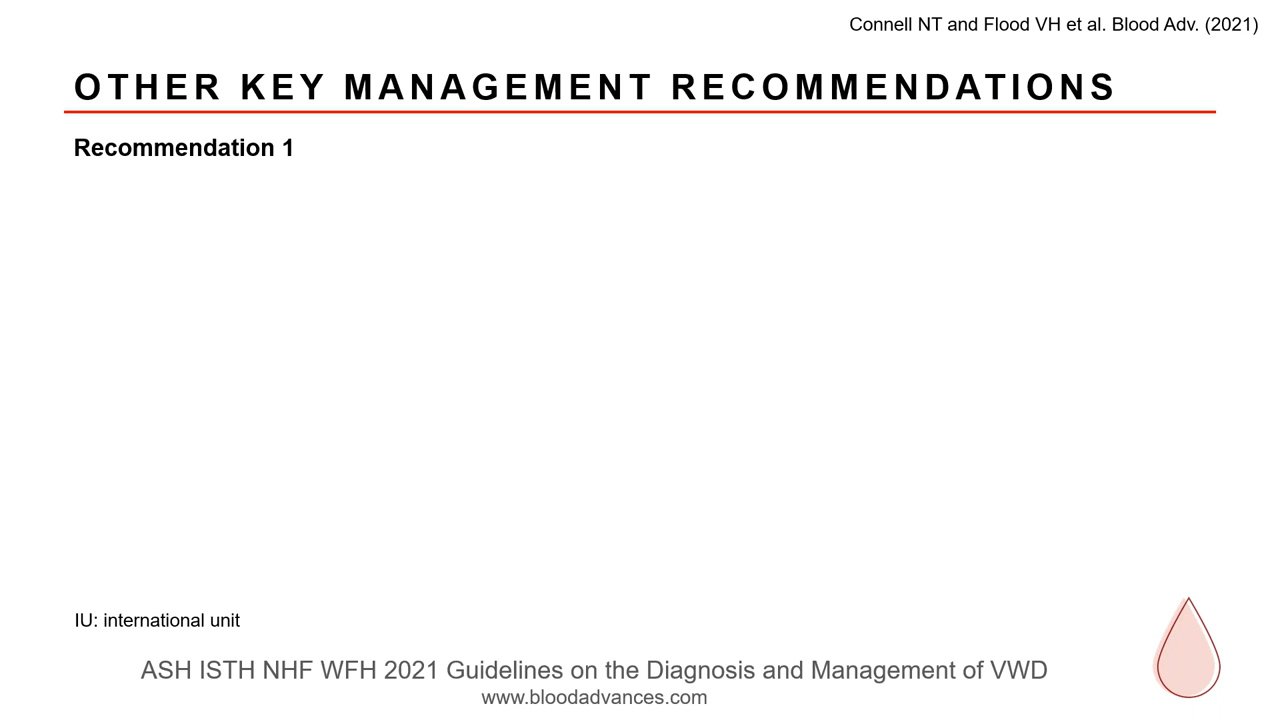 Connell NT and Flood VH et al. Blood Adv. (2021)
OTHER KEY MANAGEMENT RECOMMENDATIONS
Recommendation 1
IU: international unit
ASH ISTH NHF WFH 2021 Guidelines on the Diagnosis and Management of VWD
www.bloodadvances.com